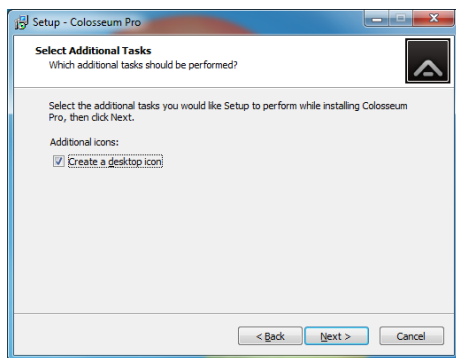 Setup - Colosseum Pro
Select Additional Tasks
Which additional tasks should be performed?
Select the additional tasks you would like Setup to perform while installing Colosseum
Pro, then click Next.
Additional icons:
Create a desktop icon
< Back Next > Cancel